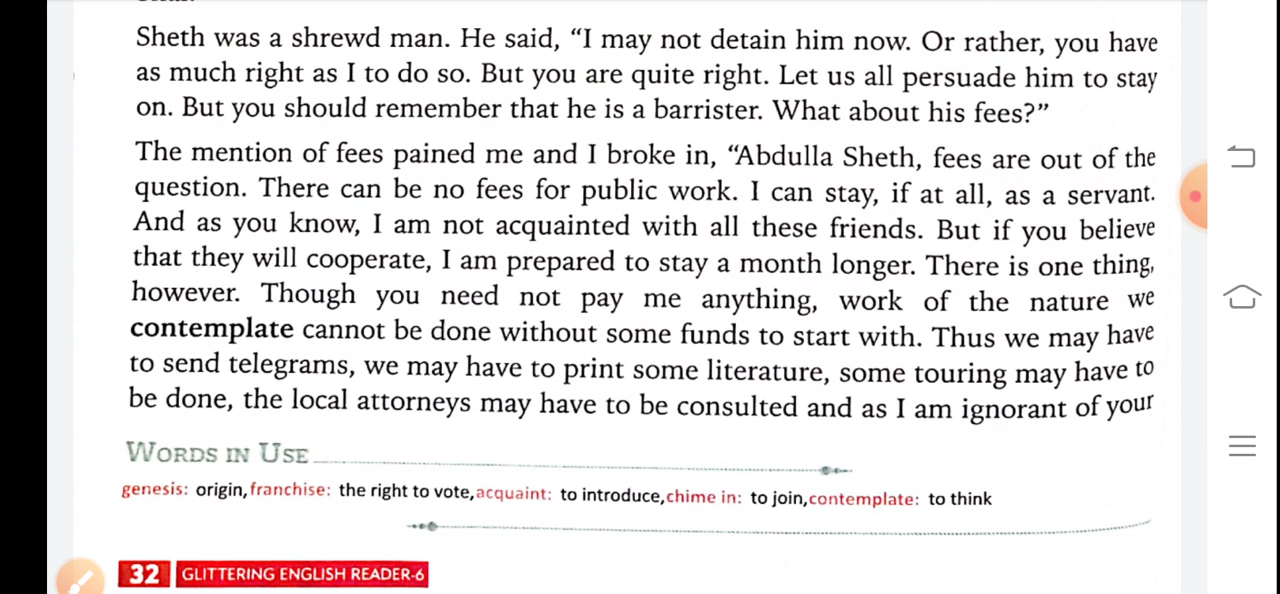 Sheth was a shrewd man. He said, “I may not detain him now. Or rather, you have
as much right as I to do so. But you are quite right. Let us all persuade him to stay
on. But you should remember that he is a barrister. What about his fees?”
The mention of fees pained me and I broke in, “Abdulla Sheth, fees are out of the
question. There can be no fees for public work. I can stay, if at all, as a servant.
And as you know, I am not acquainted with all these friends. But if you believe
that they will cooperate, I am prepared to stay a month longer. There is one thing,
however. Though you need not pay me anything, work of the nature we
contemplate cannot be done without some funds to start with. Thus we may have
to send telegrams, we may have to print some literature, some touring may have to
be done, the local attorneys may have to be consulted and as I am ignorant of your
WORDS IN USE
genesis: origin, franchise: the right to vote, acquaint: to introduce, chime in: to join, contemplate: to think
32 GLITTERING ENGLISH READER-6